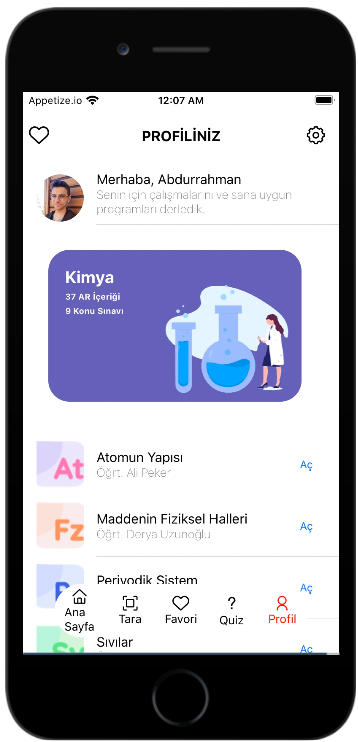 Appetize.io
12:07 AM
PROFİLİNİZ
Merhaba, Abdurrahman
Senin için çalışmalarını ve sana uygun
programları derledik.
Kimya
37 AR İçeriği
9 Konu Sınavı
At
Atomun Yapısı
Öğrt. Ali Peker
Aç
Fz
Maddenin Fiziksel Halleri
Öğrt. Derya Uzunoğlu
Aç
Periyodik Sistem
Aç
Ana
Sayfa
Tara
Favori
Quiz
Profil
Sıvılar
Aç